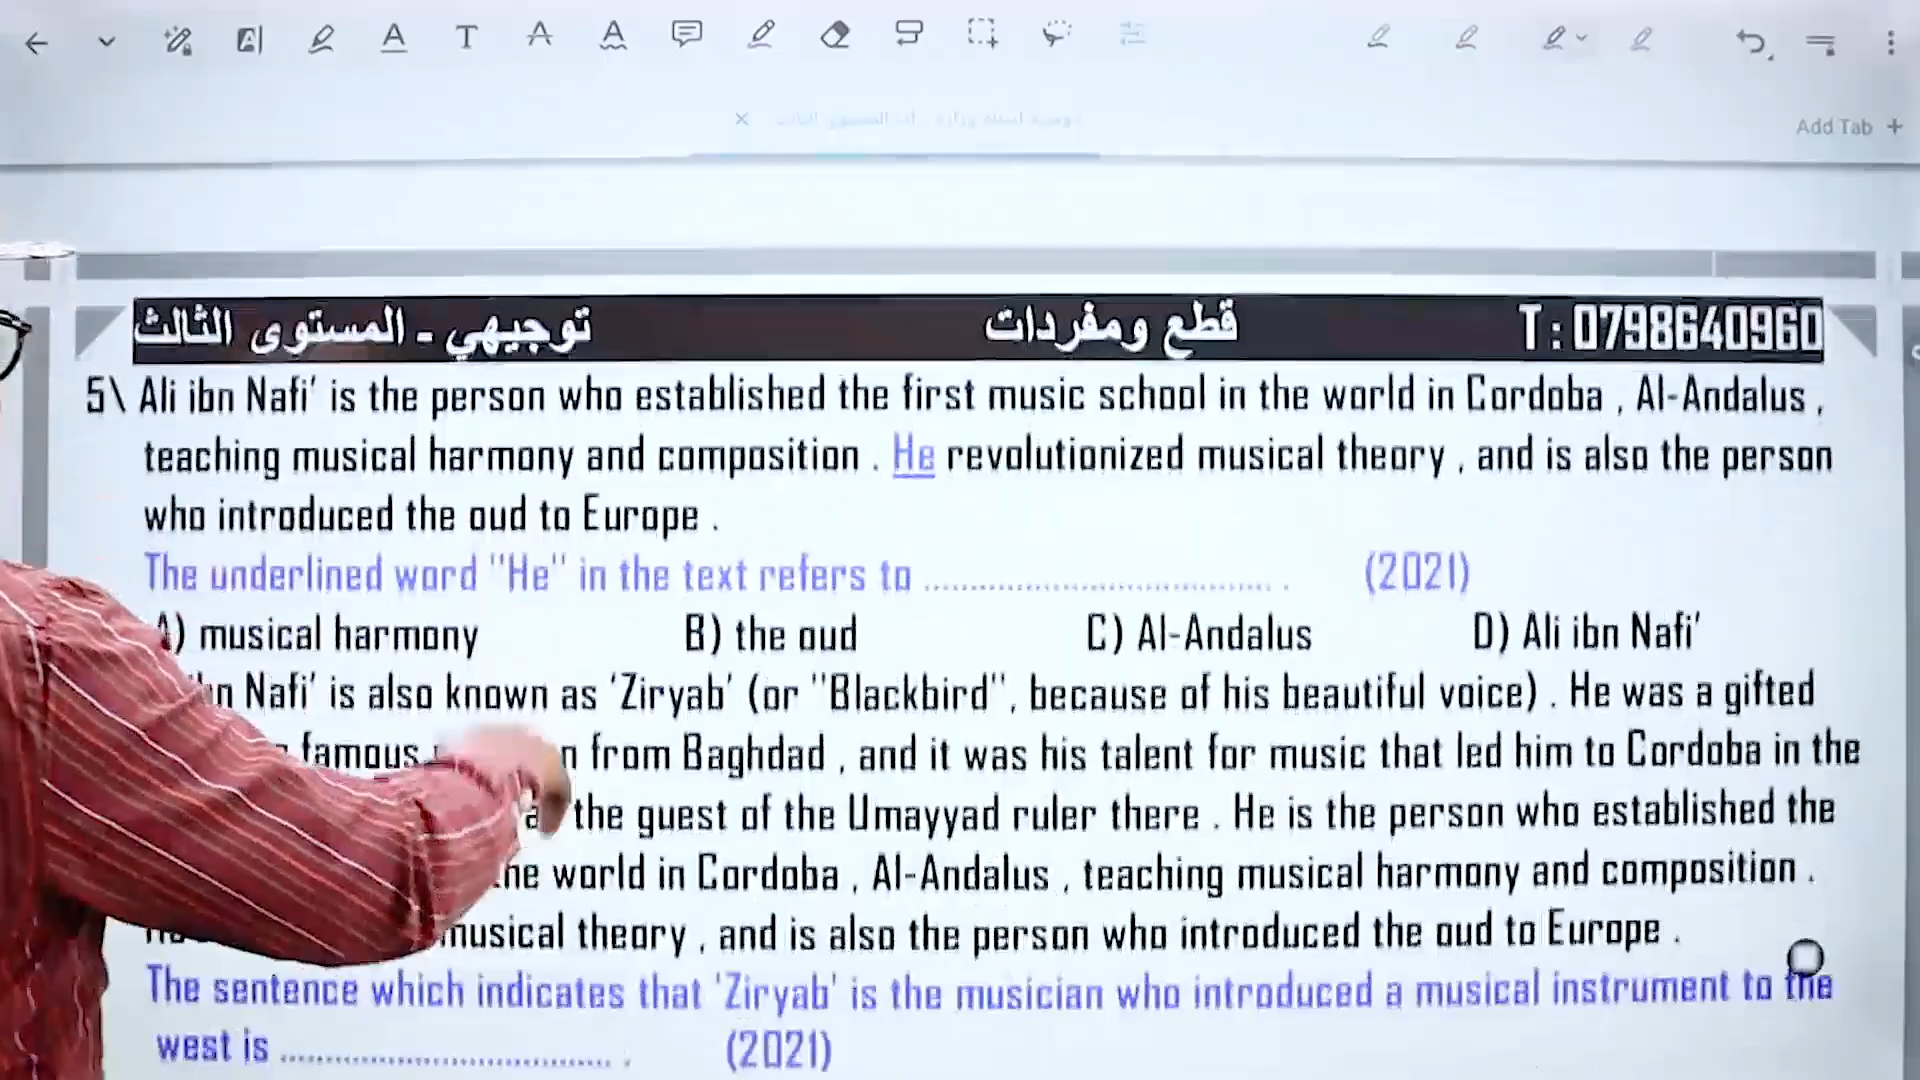 Add Tab +
توجيهي - المستوى الثالث قطع ومفردات T : 0798640960
5\ Ali ibn Nafi' is the person who established the first music school in the world in Cordoba , Al-Andalus ,
teaching musical harmony and composition . He revolutionized musical theory , and is also the person
who introduced the oud to Europe .
The underlined word "He" in the text refers to ................................ . (2021)
A) musical harmony B) the oud C) Al-Andalus D) Ali ibn Nafi'
Nafi' is also known as 'Ziryab' (or "Blackbird", because of his beautiful voice) . He was a gifted
famous from Baghdad , and it was his talent for music that led him to Cordoba in the
the guest of the Umayyad ruler there . He is the person who established the
world in Cordoba , Al-Andalus , teaching musical harmony and composition .
musical theory , and is also the person who introduced the oud to Europe .
The sentence which indicates that 'Ziryab' is the musician who introduced a musical instrument to the
west is ................................ . (2021)